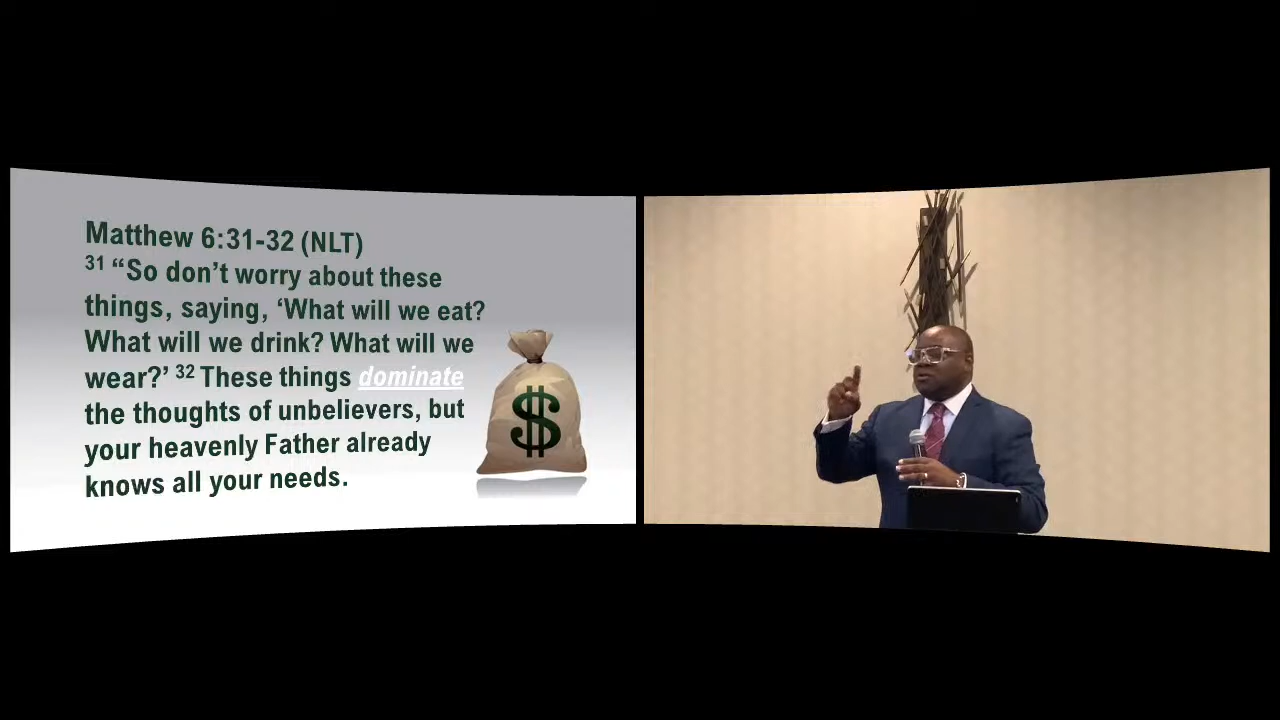 Matthew 6:31-32 (NLT)
31 “So don’t worry about these
things, saying, ‘What will we eat?
What will we drink? What will we
wear?’ 32 These things dominate
the thoughts of unbelievers, but
your heavenly Father already
knows all your needs.
$